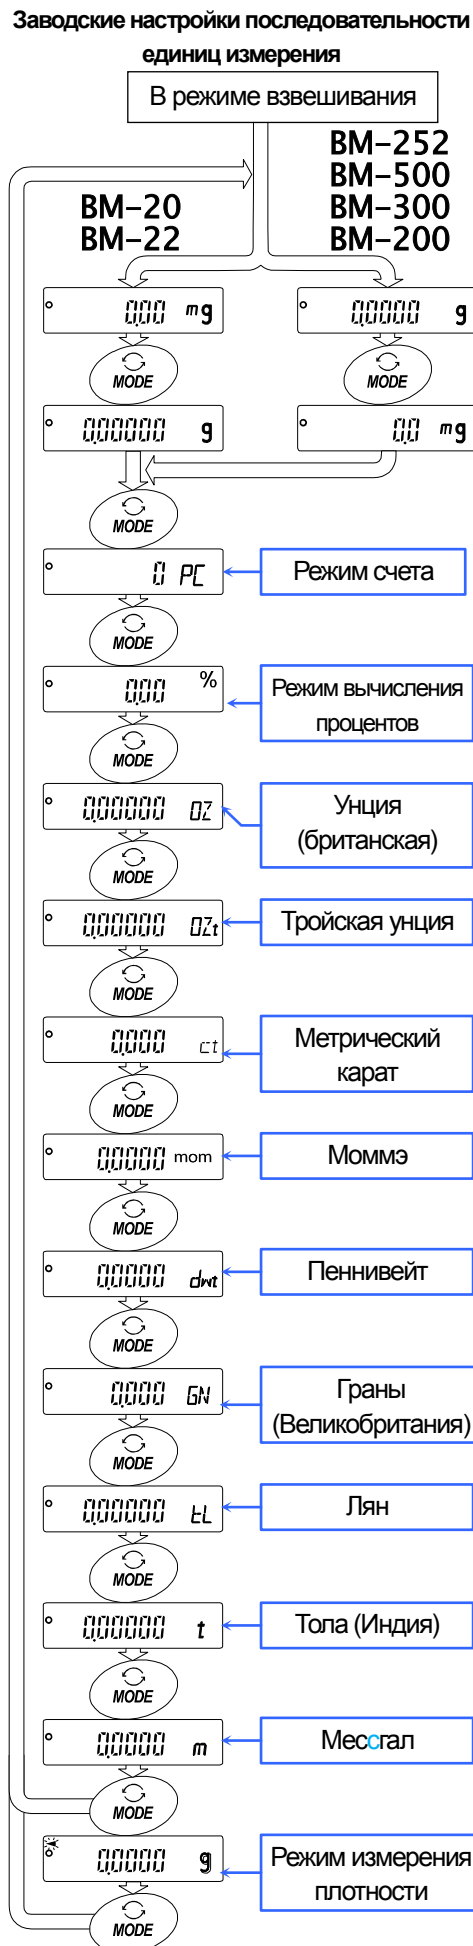 Заводские настройки последовательности
единиц измерения
В режиме взвешивания
BM-252
BM-500
BM-300
BM-200
BM-20
BM-22
0.00 mg
0.0000 g
MODE
MODE
0.00000 g
0.0 mg
MODE
0 PC
Режим счета
MODE
0.00 %
Режим вычисления
процентов
MODE
0.00000 OZ
Унция
(британская)
MODE
0.00000 OZt
Тройская унция
MODE
0.000 ct
Метрический
карат
MODE
0.0000 mom
Моммэ
MODE
0.0000 dwt
Пеннивейт
MODE
0.000 GN
Граны
(Великобритания)
MODE
0.00000 tL
Лян
MODE
0.00000 t
Тола (Индия)
MODE
0.0000 m
Мессгал
MODE
0.0000 g
Режим измерения
плотности
MODE